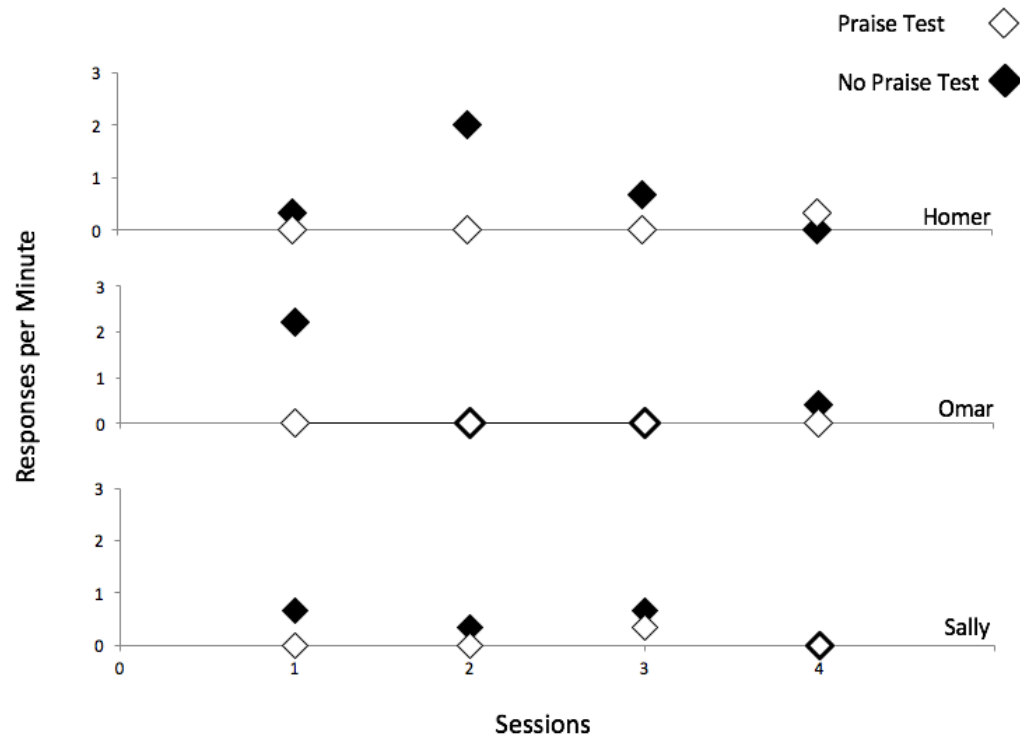 Praise Test
No Praise Test
3
2
1
0
Homer
3
2
1
0
Omar
3
2
1
0
Sally
0 1 2 3 4
Responses per Minute
Sessions